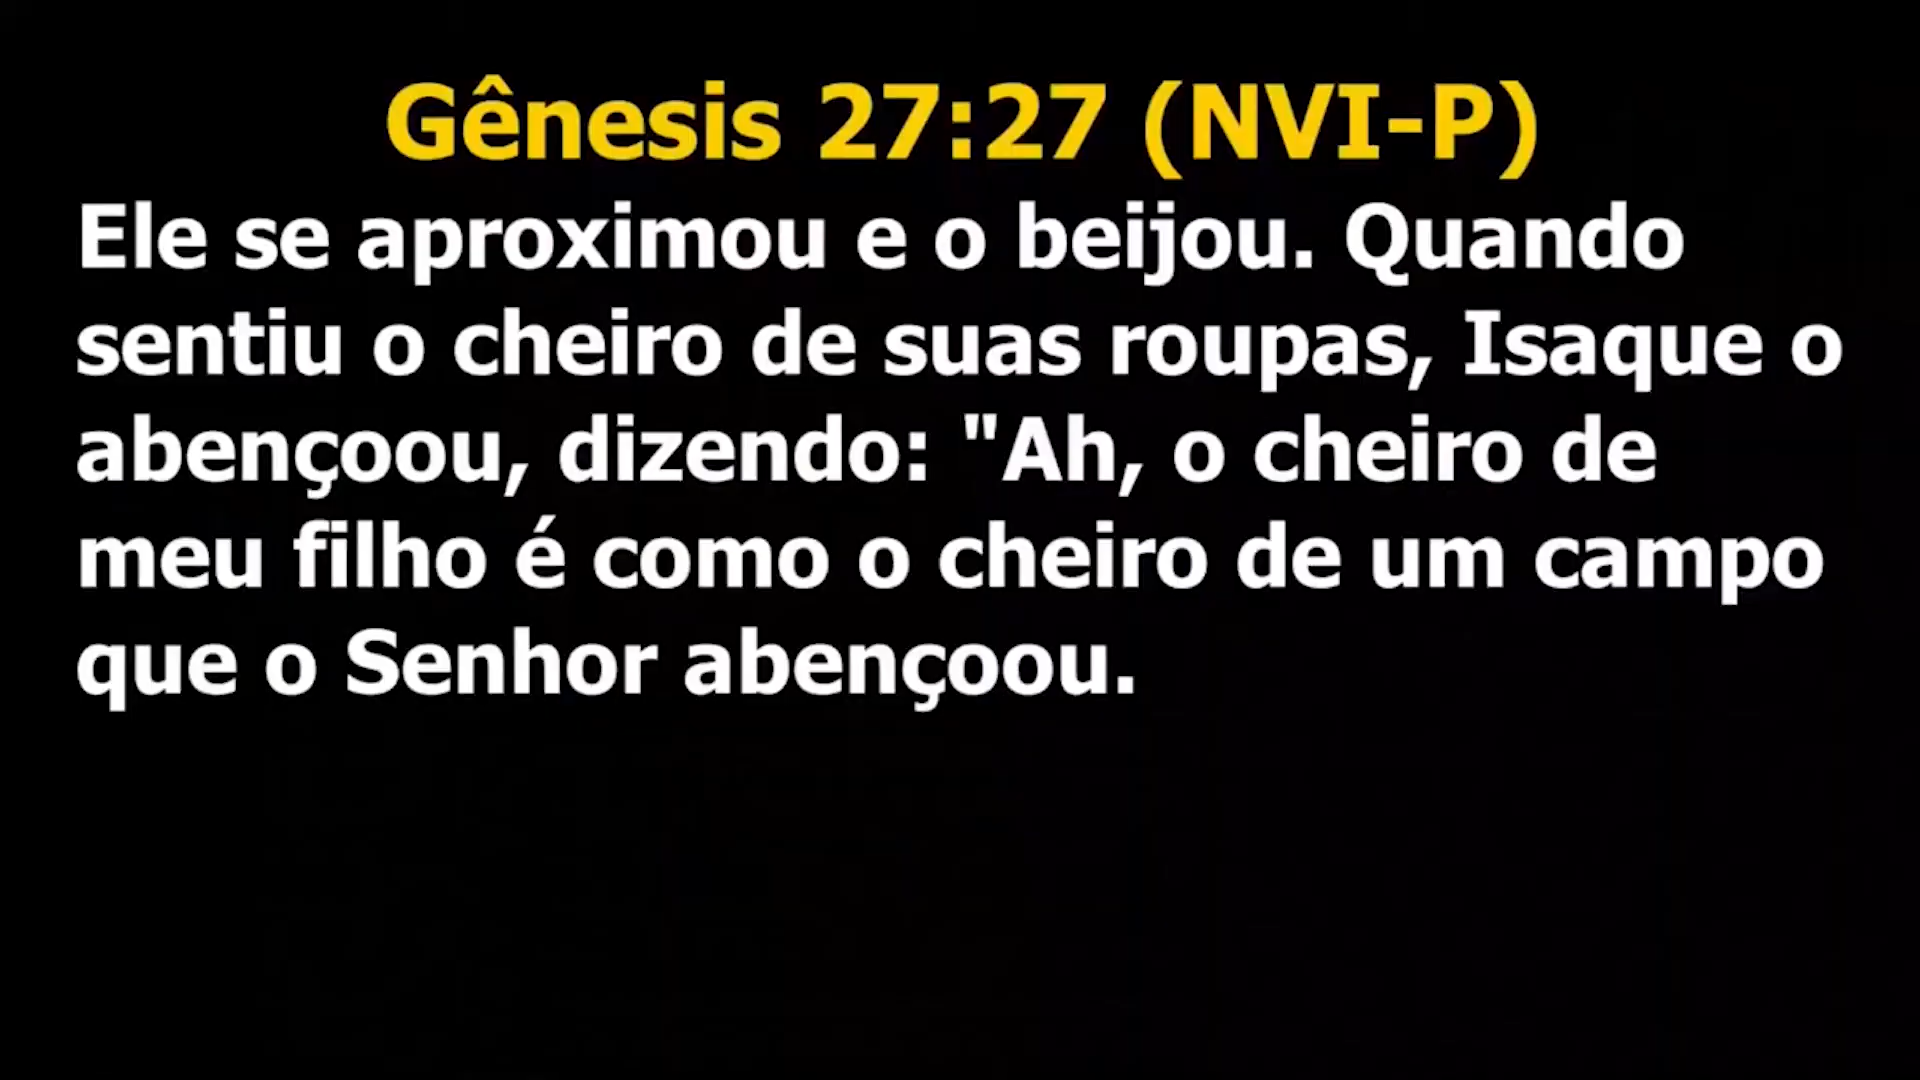 Gênesis 27:27 (NVI-P)
Ele se aproximou e o beijou. Quando
sentiu o cheiro de suas roupas, Isaque o
abençoou, dizendo: "Ah, o cheiro de
meu filho é como o cheiro de um campo
que o Senhor abençoou.